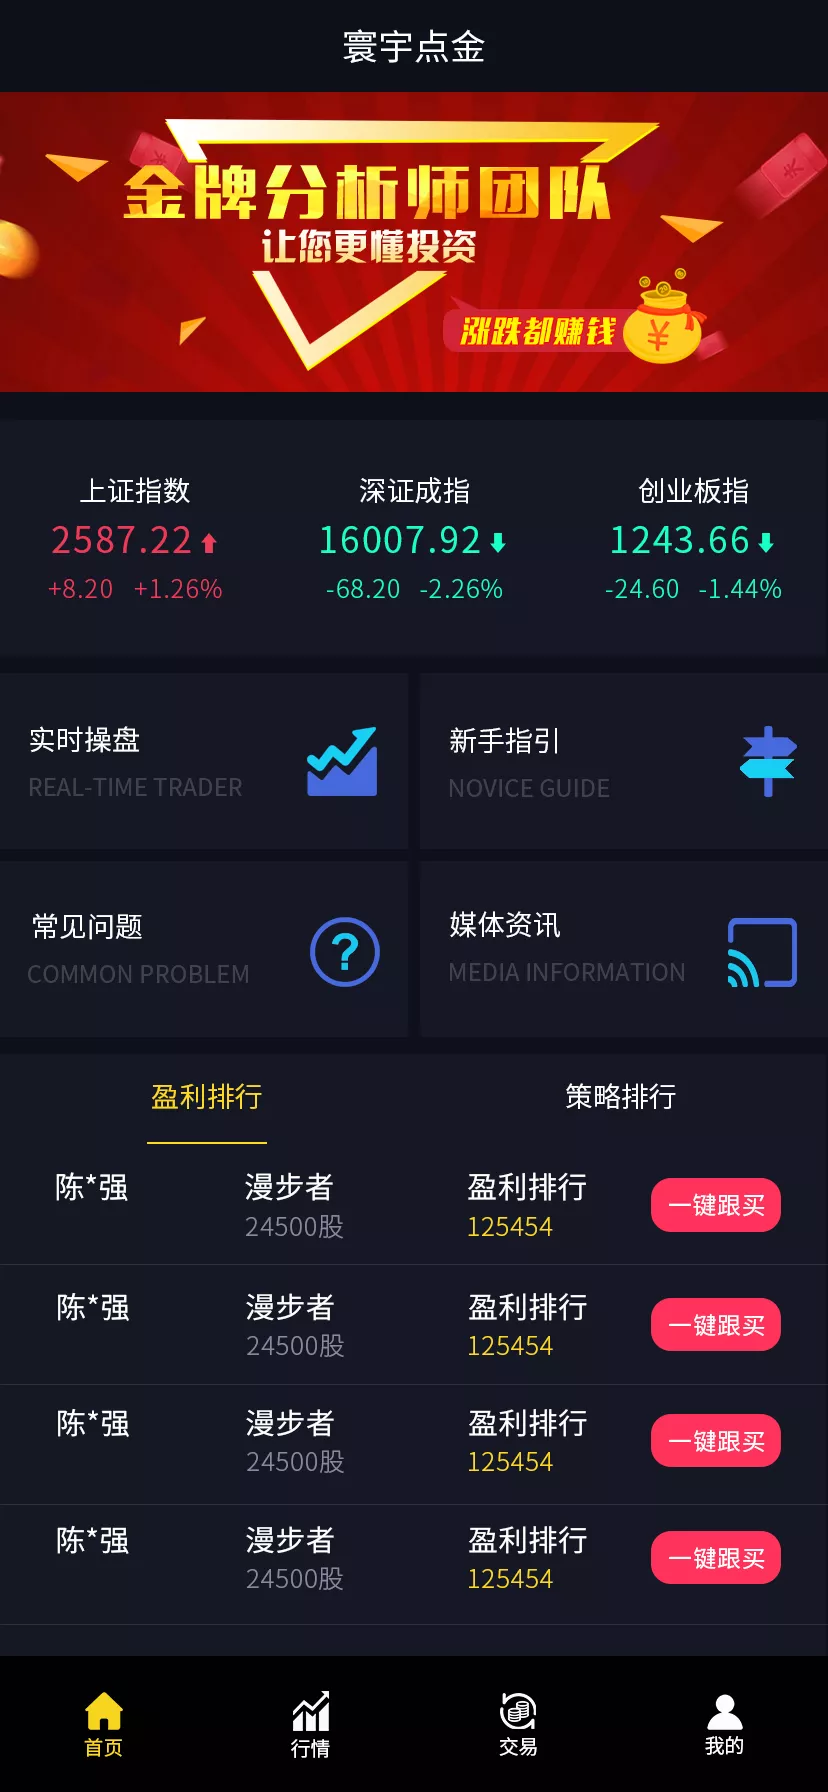 寰宇点金
金牌分析师团队
让您更懂投资
涨跌都赚钱
上证指数 深证成指 创业板指
2587.22 16007.92 1243.66
+8.20 +1.26% -68.20 -2.26% -24.60 -1.44%
实时操盘 新手指引
REAL-TIME TRADER NOVICE GUIDE
常见问题 媒体资讯
COMMON PROBLEM MEDIA INFORMATION
盈利排行 策略排行
陈*强 漫步者 盈利排行 一键跟买
24500股 125454
陈*强 漫步者 盈利排行 一键跟买
24500股 125454
陈*强 漫步者 盈利排行 一键跟买
24500股 125454
陈*强 漫步者 盈利排行 一键跟买
24500股 125454
首页 行情 交易 我的